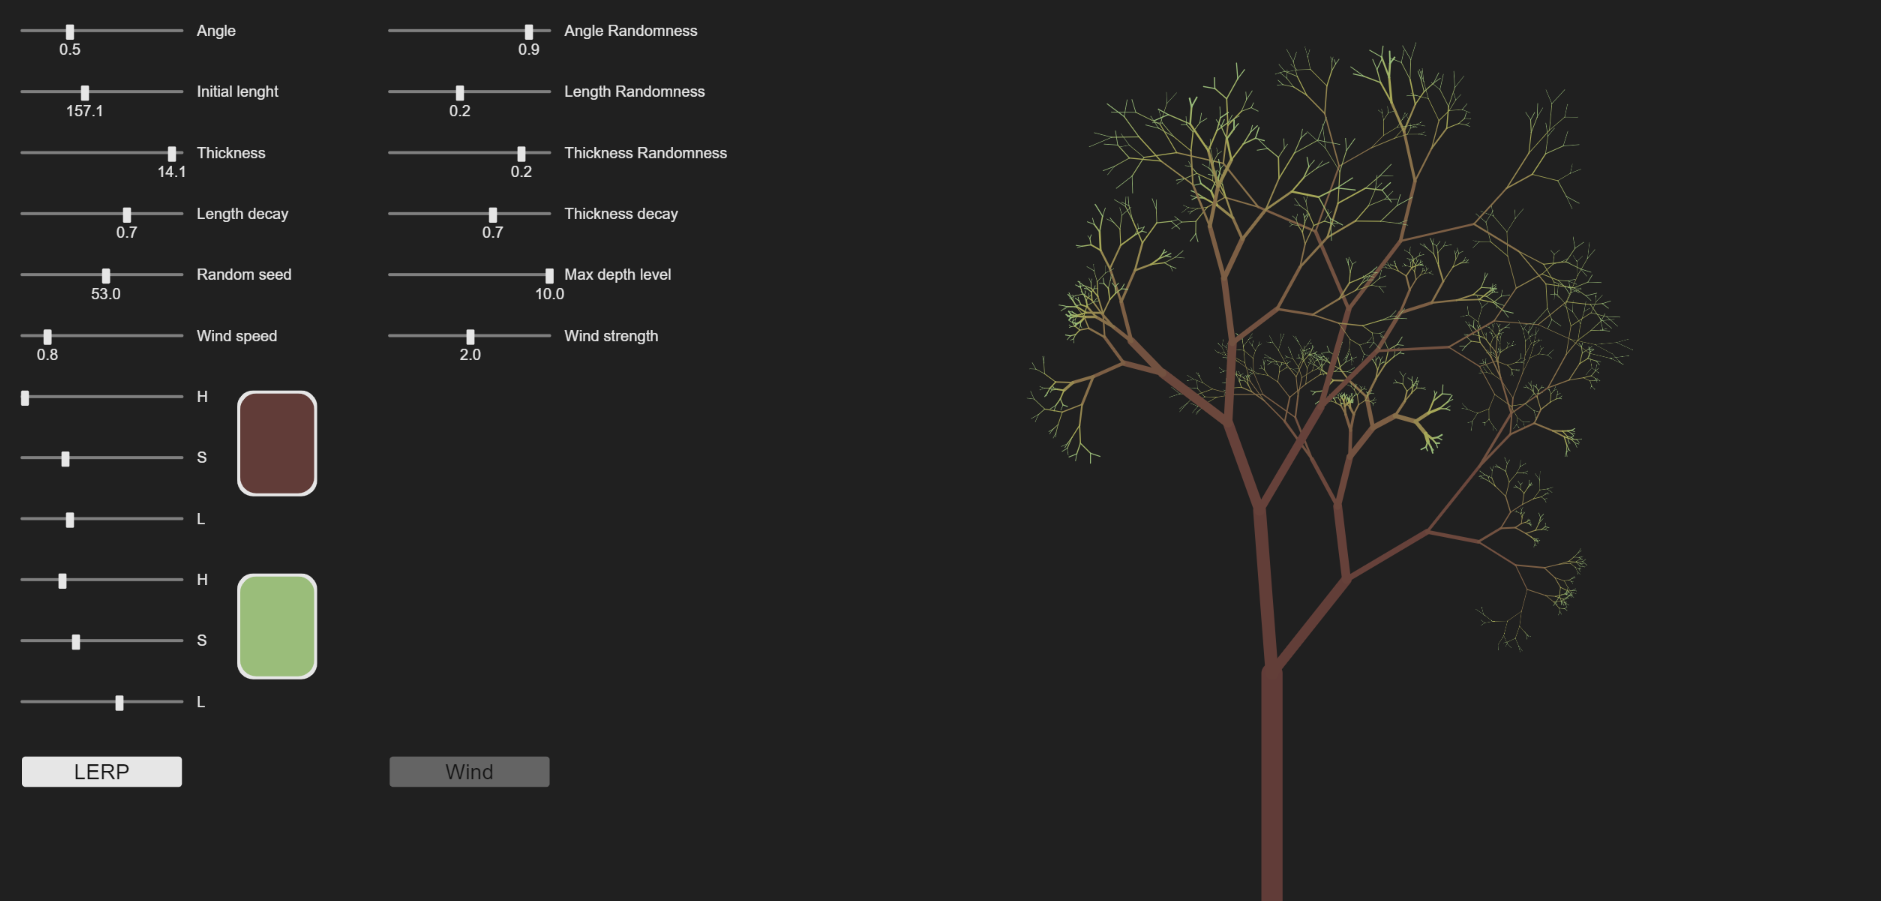 Angle
0.5
Angle Randomness
0.9
Initial lenght
157.1
Length Randomness
0.2
Thickness
14.1
Thickness Randomness
0.2
Length decay
0.7
Thickness decay
0.7
Random seed
53.0
Max depth level
10.0
Wind speed
0.8
Wind strength
2.0
H
S
L
H
S
L
LERP
Wind